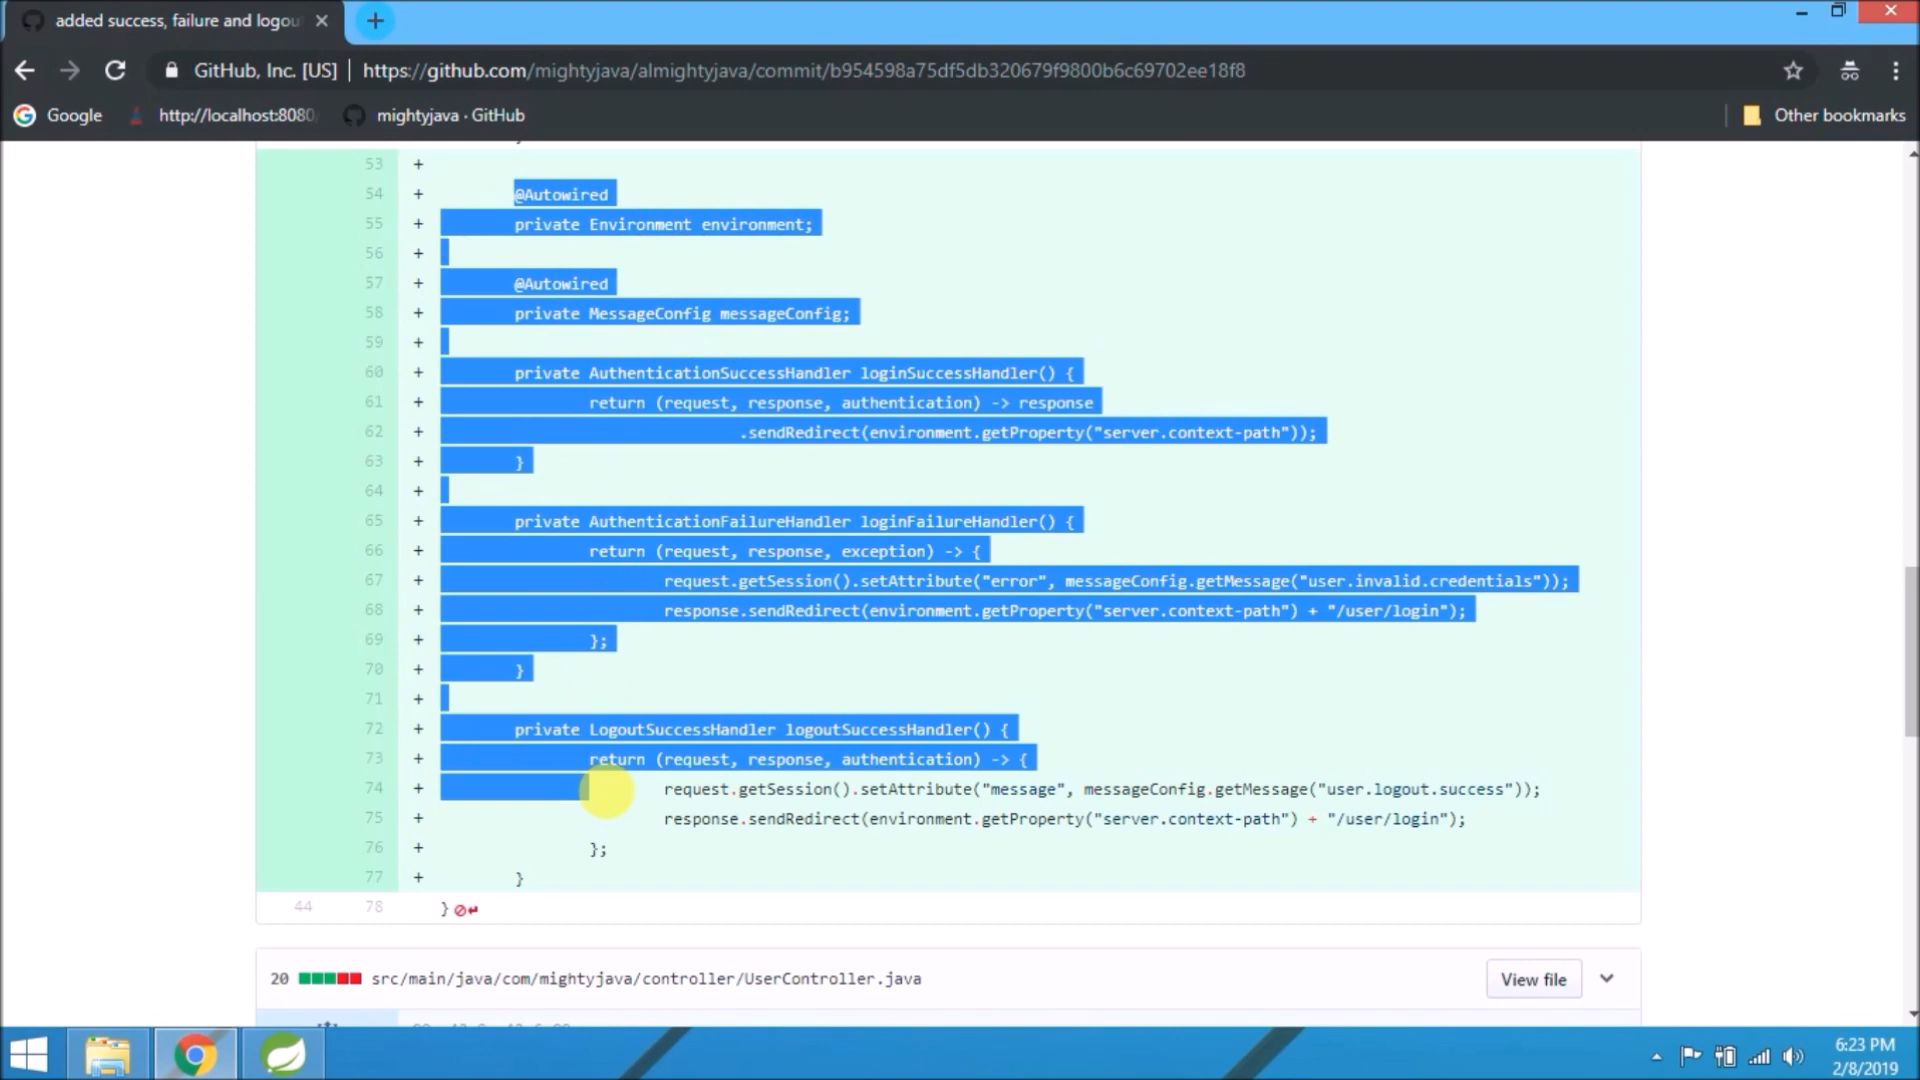 added success, failure and logou
GitHub, Inc. [US] | https://github.com/mightyjava/almightyjava/commit/b954598a75df5db320679f9800b6c69702ee18f8
Google http://localhost:8080 mightyjava · GitHub Other bookmarks
53 +
54 + @Autowired
55 + private Environment environment;
56 +
57 + @Autowired
58 + private MessageConfig messageConfig;
59 +
60 + private AuthenticationSuccessHandler loginSuccessHandler() {
61 + return (request, response, authentication) -> response
62 + .sendRedirect(environment.getProperty("server.context-path"));
63 + }
64 +
65 + private AuthenticationFailureHandler loginFailureHandler() {
66 + return (request, response, exception) -> {
67 + request.getSession().setAttribute("error", messageConfig.getMessage("user.invalid.credentials"));
68 + response.sendRedirect(environment.getProperty("server.context-path") + "/user/login");
69 + };
70 + }
71 +
72 + private LogoutSuccessHandler logoutSuccessHandler() {
73 + return (request, response, authentication) -> {
74 + request.getSession().setAttribute("message", messageConfig.getMessage("user.logout.success"));
75 + response.sendRedirect(environment.getProperty("server.context-path") + "/user/login");
76 + };
77 + }
44 78 }
20 src/main/java/com/mightyjava/controller/UserController.java View file
6:23 PM
2/8/2019